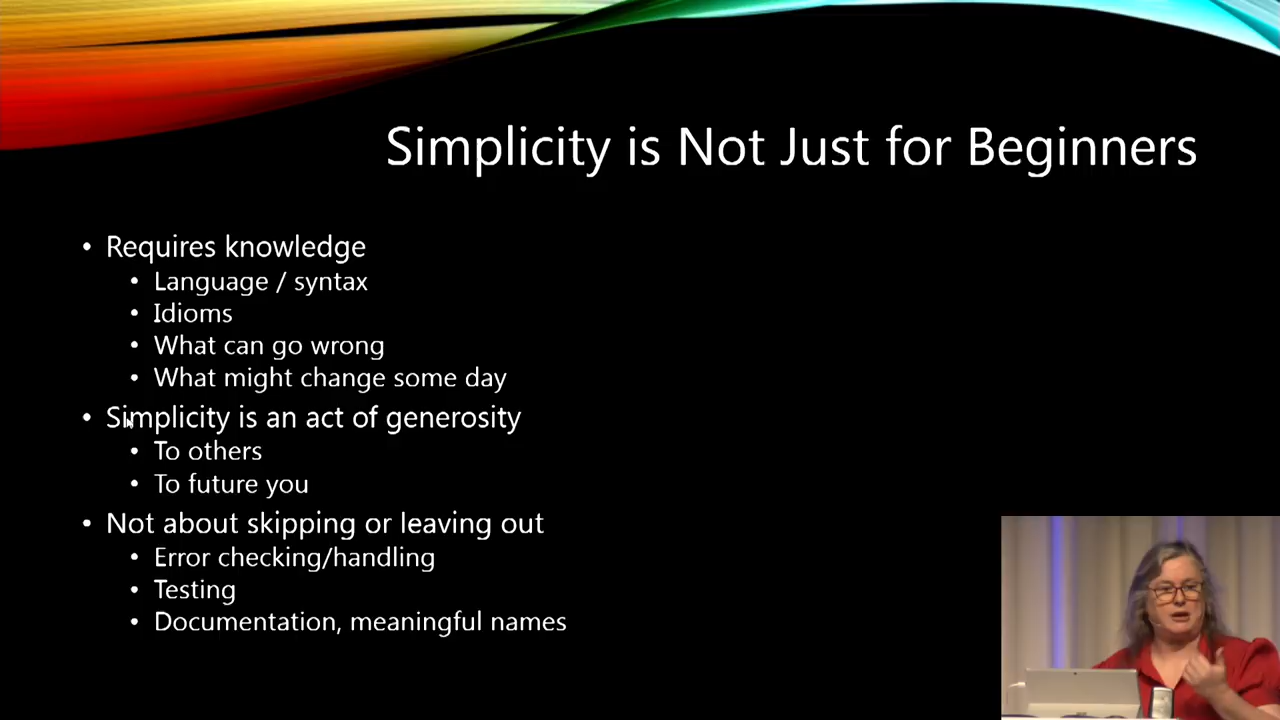 Simplicity is Not Just for Beginners
• Requires knowledge
• Language / syntax
• Idioms
• What can go wrong
• What might change some day
• Simplicity is an act of generosity
• To others
• To future you
• Not about skipping or leaving out
• Error checking/handling
• Testing
• Documentation, meaningful names